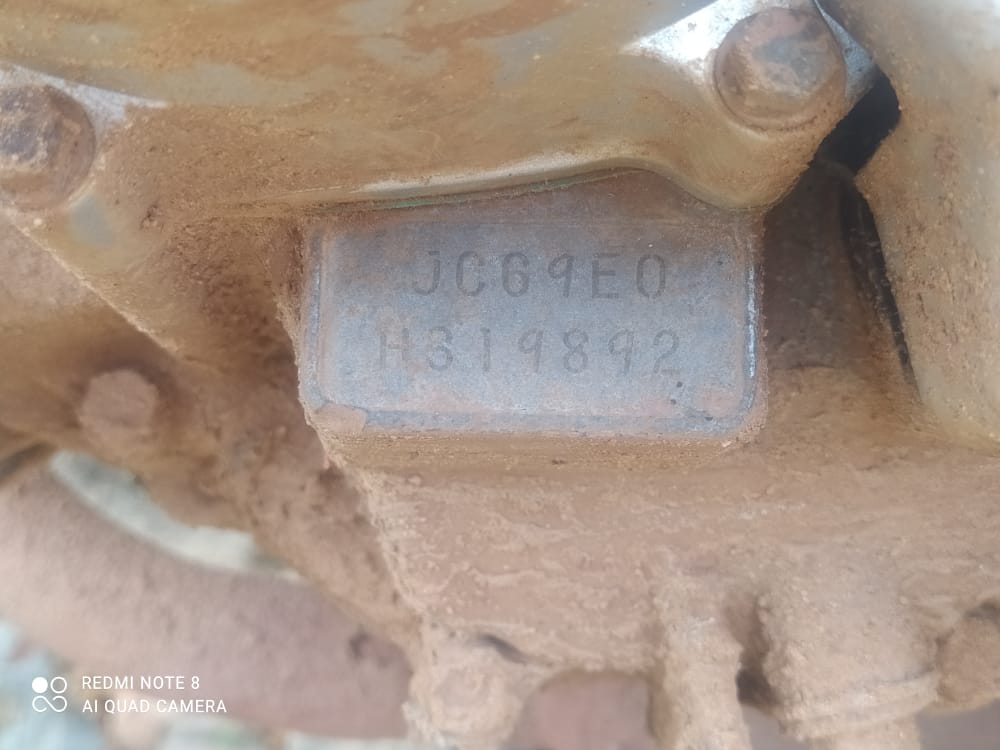 JC69E0
H319892
REDMI NOTE 8
AI QUAD CAMERA